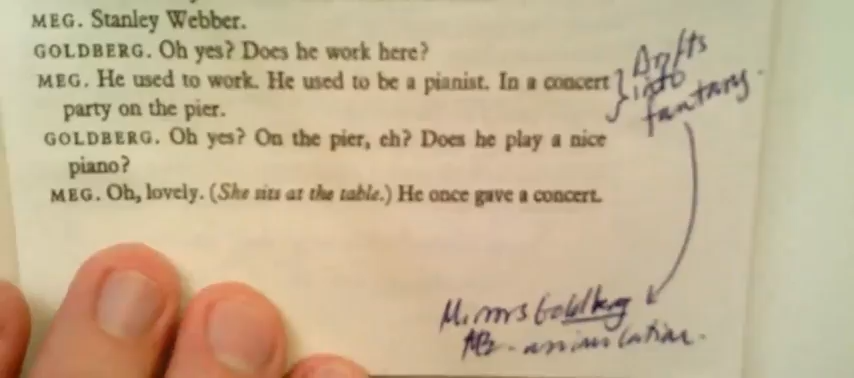 MEG. Stanley Webber.
GOLDBERG. Oh yes? Does he work here?
MEG. He used to work. He used to be a pianist. In a concert
party on the pier.
GOLDBERG. Oh yes? On the pier, eh? Does he play a nice
piano?
MEG. Oh, lovely. (She sits at the table.) He once gave a concert.
Drifts
into
fantasy.
Mirrors Goldberg